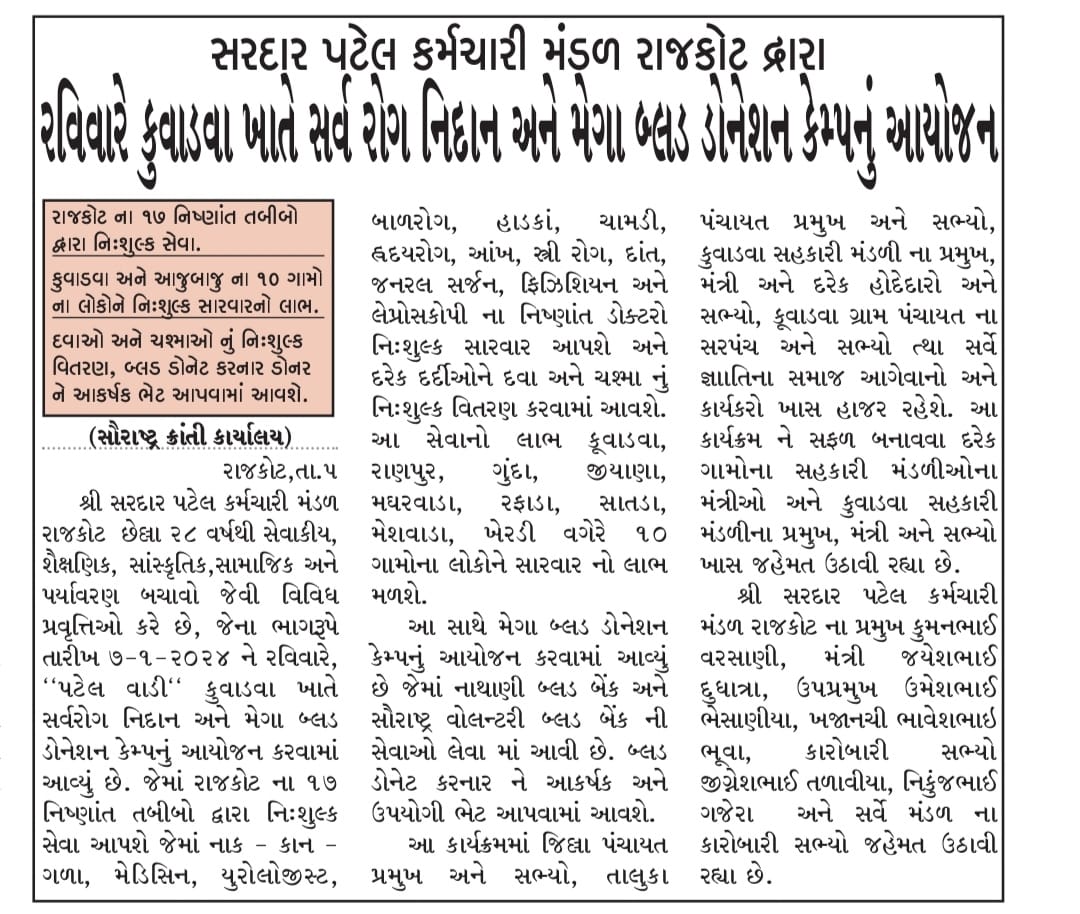 સરદાર પટેલ કર્મચારી મંડળ રાજકોટ દ્વારા
રવિવારે કુવાડવા ખાતે સર્વ રોગ નિદાન અને મેગા બ્લડ ડોનેશન કેમ્પનું આયોજન
રાજકોટ ના ૧૭ નિષ્ણાંત તબીબો
દ્વારા નિઃશુલ્ક સેવા.
કુવાડવા અને આજુબાજુ ના ૧૦ ગામો
ના લોકોને નિઃશુલ્ક સારવારનો લાભ.
દવાઓ અને ચશ્માઓ નું નિઃશુલ્ક
વિતરણ, બ્લડ ડોનેટ કરનાર ડોનર
ને આકર્ષક ભેટ આપવામાં આવશે.
(સૌરાષ્ટ્ર ક્રાંતી કાર્યાલય)
રાજકોટ,તા.૫
શ્રી સરદાર પટેલ કર્મચારી મંડળ
રાજકોટ છેલ્લા ૨૮ વર્ષથી સેવાકીય,
શૈક્ષણિક, સાંસ્કૃતિક,સામાજિક અને
પર્યાવરણ બચાવો જેવી વિવિધ
પ્રવૃત્તિઓ કરે છે, જેના ભાગરૂપે
તારીખ ૭-૧-૨૦૨૪ ને રવિવારે,
“પટેલ વાડી“ કુવાડવા ખાતે
સર્વરોગ નિદાન અને મેગા બ્લડ
ડોનેશન કેમ્પનું આયોજન કરવામાં
આવ્યું છે. જેમાં રાજકોટ ના ૧૭
નિષ્ણાંત તબીબો દ્વારા નિઃશુલ્ક
સેવા આપશે જેમાં નાક - કાન -
ગળા, મેડિસિન, યુરોલોજીસ્ટ,
બાળરોગ, હાડકાં, ચામડી,
હૃદયરોગ, આંખ, સ્ત્રી રોગ, દાંત,
જનરલ સર્જન, ફિઝિશિયન અને
લેપ્રોસકોપી ના નિષ્ણાંત ડોક્ટરો
નિઃશુલ્ક સારવાર આપશે અને
દરેક દર્દીઓને દવા અને ચશ્મા નું
નિઃશુલ્ક વિતરણ કરવામાં આવશે.
આ સેવાનો લાભ કૂવાડવા,
રાણપુર, ગુંદા, જીયાણા,
મઘરવાડા, રફાડા, સાતડા,
મેશવાડા, ખેરડી વગેરે ૧૦
ગામોના લોકોને સારવાર નો લાભ
મળશે.
આ સાથે મેગા બ્લડ ડોનેશન
કેમ્પનું આયોજન કરવામાં આવ્યું
છે જેમાં નાથાણી બ્લડ બેંક અને
સૌરાષ્ટ્ર વોલન્ટરી બ્લડ બેંક ની
સેવાઓ લેવા માં આવી છે. બ્લડ
ડોનેટ કરનાર ને આકર્ષક અને
ઉપયોગી ભેટ આપવામાં આવશે.
આ કાર્યક્રમમાં જિલ્લા પંચાયત
પ્રમુખ અને સભ્યો, તાલુકા
પંચાયત પ્રમુખ અને સભ્યો,
કુવાડવા સહકારી મંડળી ના પ્રમુખ,
મંત્રી અને દરેક હોદેદારો અને
સભ્યો, કૂવાડવા ગ્રામ પંચાયત ના
સરપંચ અને સભ્યો ત્થા સર્વે
જ્ઞાાતિના સમાજ આગેવાનો અને
કાર્યકરો ખાસ હાજર રહેશે. આ
કાર્યક્રમ ને સફળ બનાવવા દરેક
ગામોના સહકારી મંડળીઓના
મંત્રીઓ અને કુવાડવા સહકારી
મંડળીના પ્રમુખ, મંત્રી અને સભ્યો
ખાસ જહેમત ઉઠાવી રહ્યા છે.
શ્રી સરદાર પટેલ કર્મચારી
મંડળ રાજકોટ ના પ્રમુખ કુમનભાઈ
વરસાણી, મંત્રી જયેશભાઈ
દુધાત્રા, ઉપપ્રમુખ ઉમેશભાઈ
ભેસાણીયા, ખજાનચી ભાવેશભાઇ
ભૂવા, કારોબારી સભ્યો
જીગ્નેશભાઈ તળાવીયા, નિકુંજભાઈ
ગજેરા અને સર્વે મંડળ ના
કારોબારી સભ્યો જહેમત ઉઠાવી
રહ્યા છે.